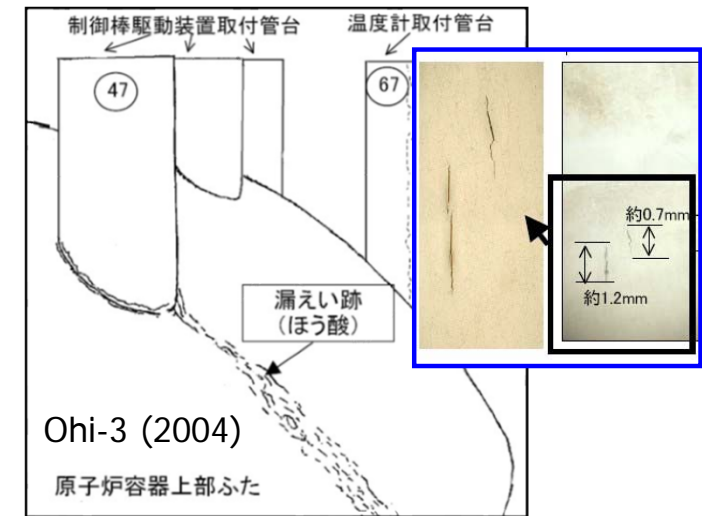 制御棒駆動装置取付管台
温度計取付管台
47
67
約0.7mm
約1.2mm
漏えい跡
(ほう酸)
Ohi-3 (2004)
原子炉容器上部ふた